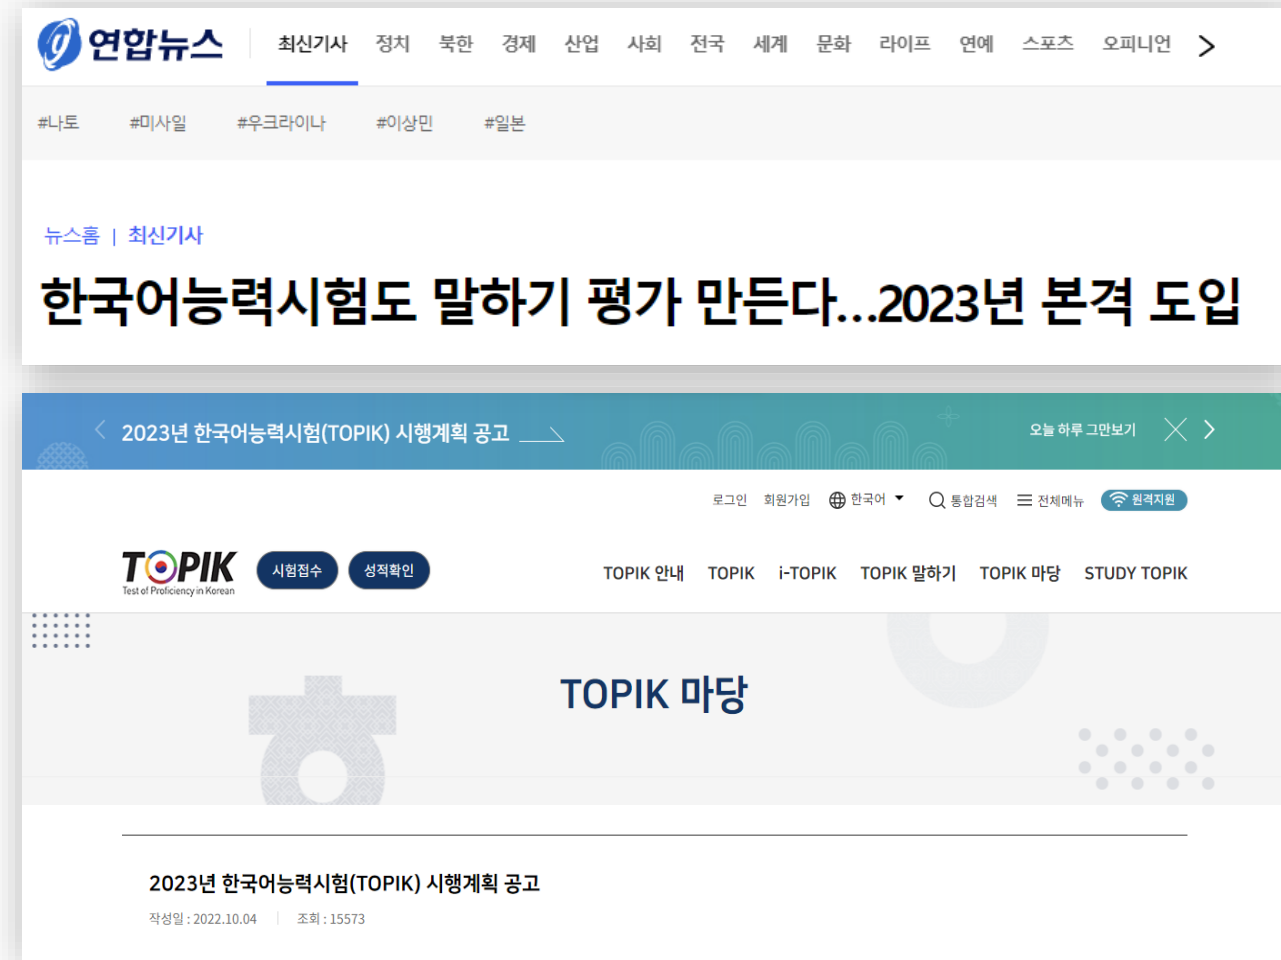 연합뉴스 최신기사 정치 북한 경제 산업 사회 전국 세계 문화 라이프 연예 스포츠 오피니언
#나토 #미사일 #우크라이나 #이상민 #일본
뉴스홈 | 최신기사
한국어능력시험도 말하기 평가 만든다...2023년 본격 도입
2023년 한국어능력시험(TOPIK) 시행계획 공고 오늘 하루 그만보기
로그인 회원가입 한국어 통합검색 전체메뉴 원격지원
TOPIK 시험접수 성적확인 TOPIK 안내 TOPIK i-TOPIK TOPIK 말하기 TOPIK 마당 STUDY TOPIK
Test of Proficiency in Korean
TOPIK 마당
2023년 한국어능력시험(TOPIK) 시행계획 공고
작성일 : 2022.10.04 조회 : 15573